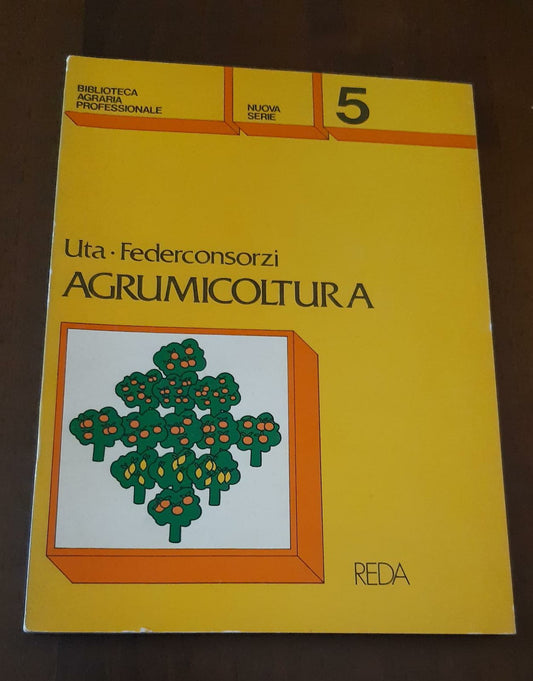 BIBLIOTECA
AGRARIA
PROFESSIONALE
NUOVA
SERIE
5
Uta · Federconsorzi
AGRUMICOLTURA
REDA